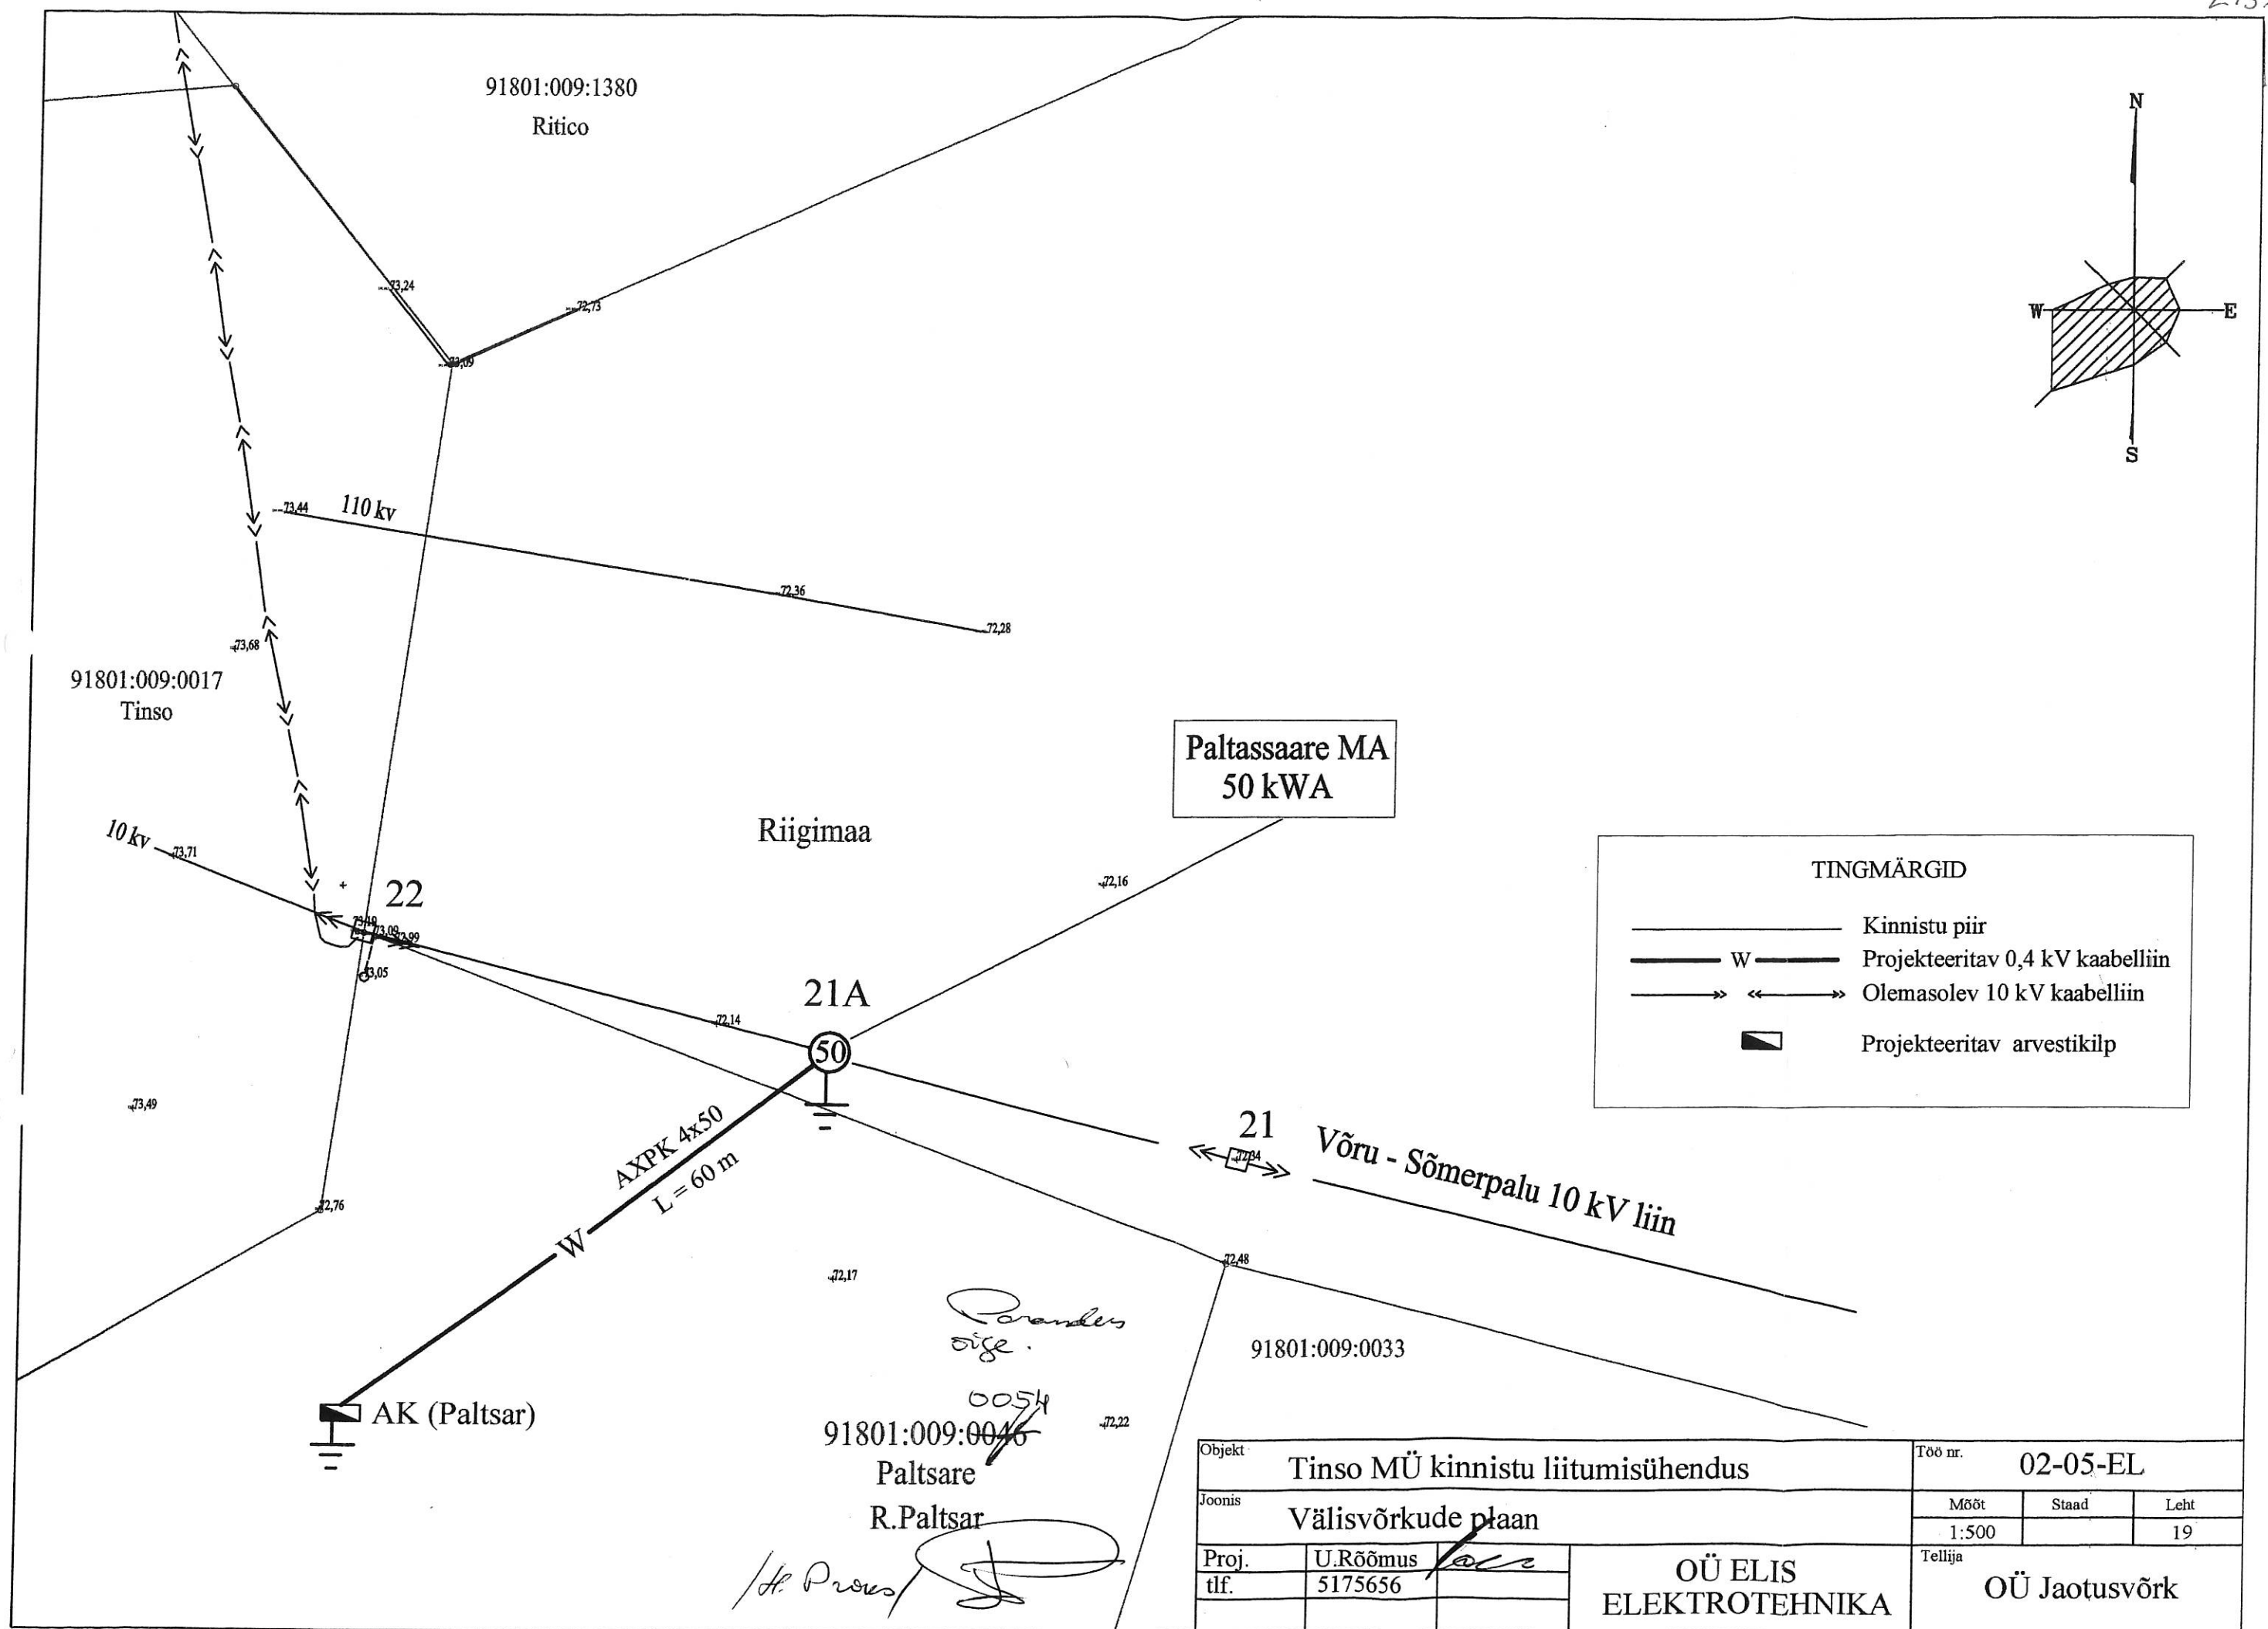 91801:009:1380
Ritico
N
W
E
S
73,24
72,73
73,09
73,44
110 kv
72,36
72,28
73,68
91801:009:0017
Tinso
Paltassaare MA
50 kWA
10 kv
73,71
Riigimaa
72,16
22
73,19
73,09
72,99
73,05
21A
72,14
50
73,49
AXPK 4x50
L = 60 m
W
21
72,34
Võru - Sõmerpalu 10 kV liin
72,76
72,17
72,48
TINGMÄRGID
Kinnistu piir
W
Projekteeritav 0,4 kV kaabelliin
Olemasolev 10 kV kaabelliin
Projekteeritav arvestikilp
õige.
91801:009:0033
AK (Paltsar)
0054
91801:009:0046
72,22
Paltsare
R.Paltsar
Objekt
Tinso MÜ kinnistu liitumisühendus
Töö nr.
02-05-EL
Joonis
Välisvõrkude plaan
Mõõt
Staad
Leht
1:500
19
Proj.
U.Rõõmus
tlf.
5175656
OÜ ELIS
ELEKTROTEHNIKA
Tellija
OÜ Jaotusvõrk